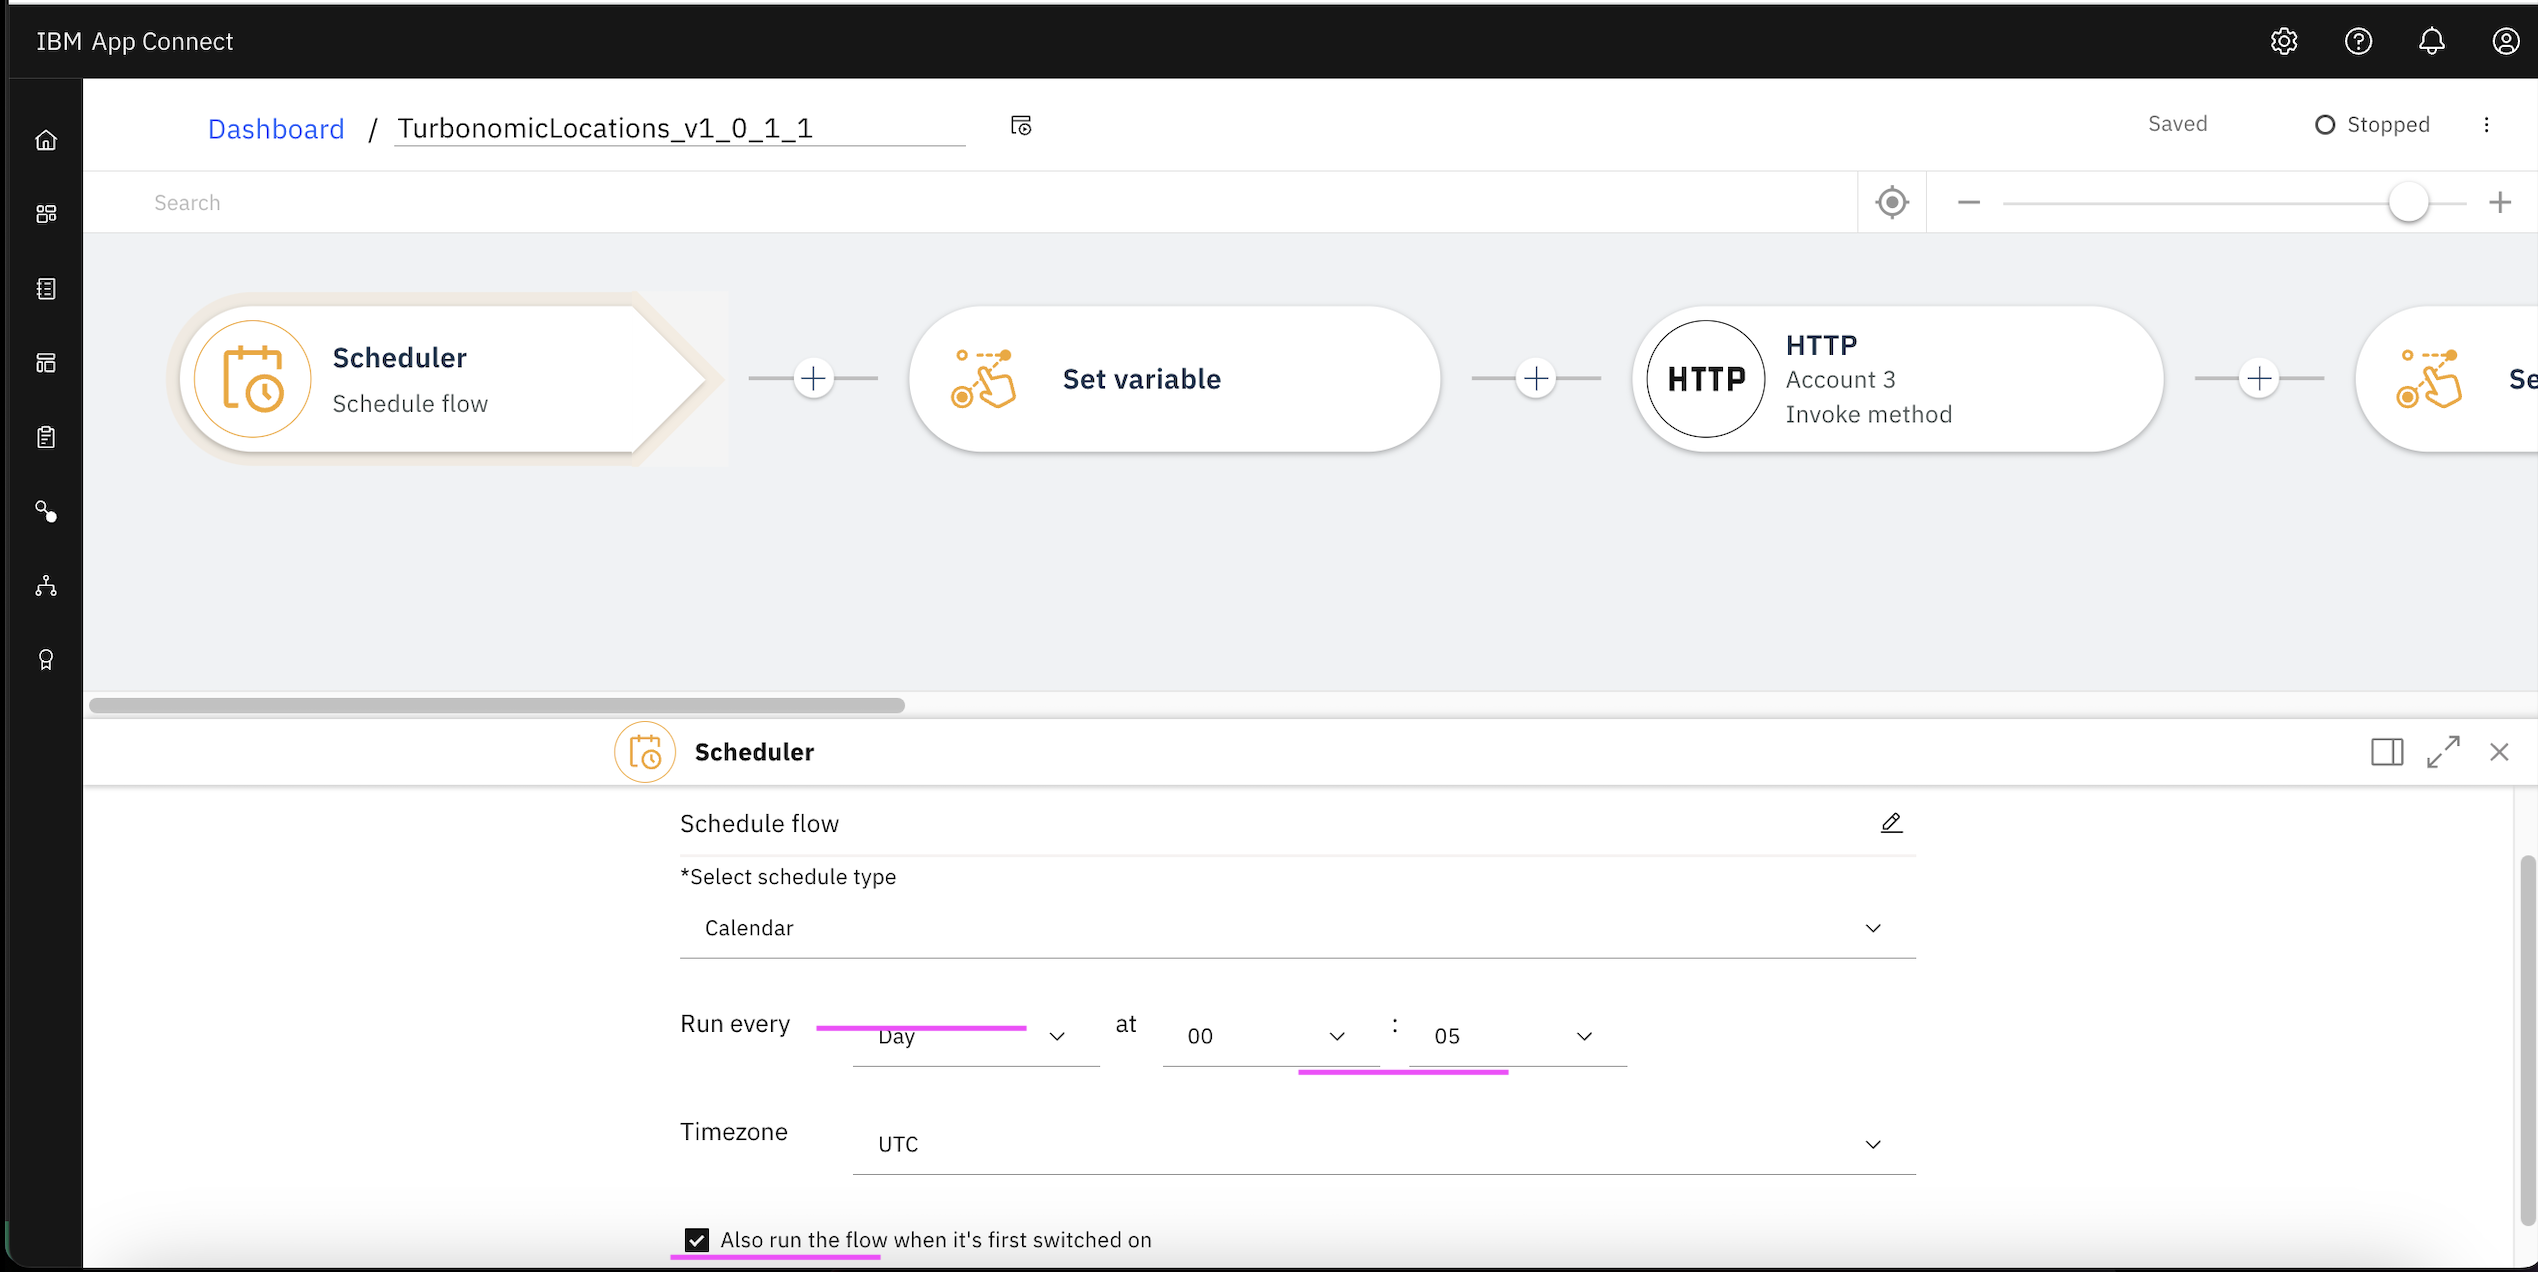 IBM App Connect
Dashboard / TurbonomicLocations_v1_0_1_1
Saved
Stopped
Search
Scheduler
Schedule flow
Set variable
HTTP
HTTP
Account 3
Invoke method
Se
Scheduler
Schedule flow
*Select schedule type
Calendar
Run every Day at 00 : 05
Timezone UTC
Also run the flow when it's first switched on